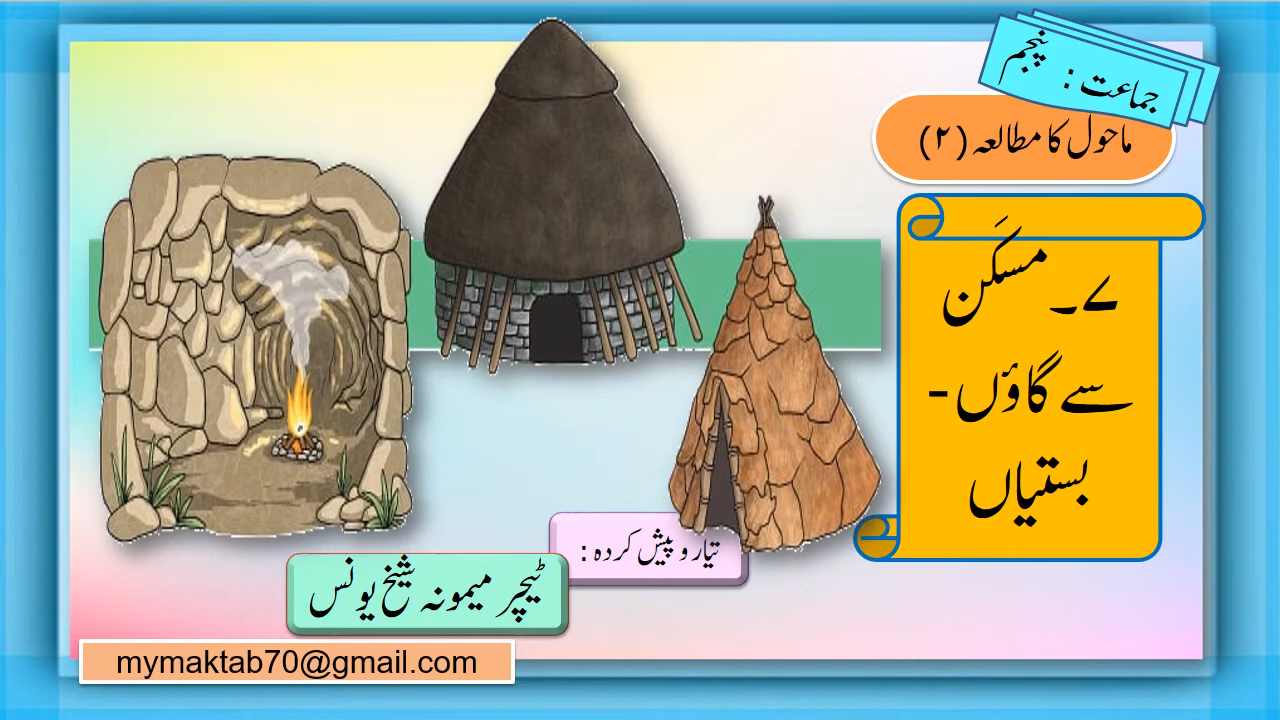 جماعت : پنجم
ماحول کا مطالعہ (۲)
۷۔ مسکَن
سے گاؤں -
بستیاں
تیار و پیش کردہ :
ٹیچر میمونہ شیخ یونس
mymaktab70@gmail.com